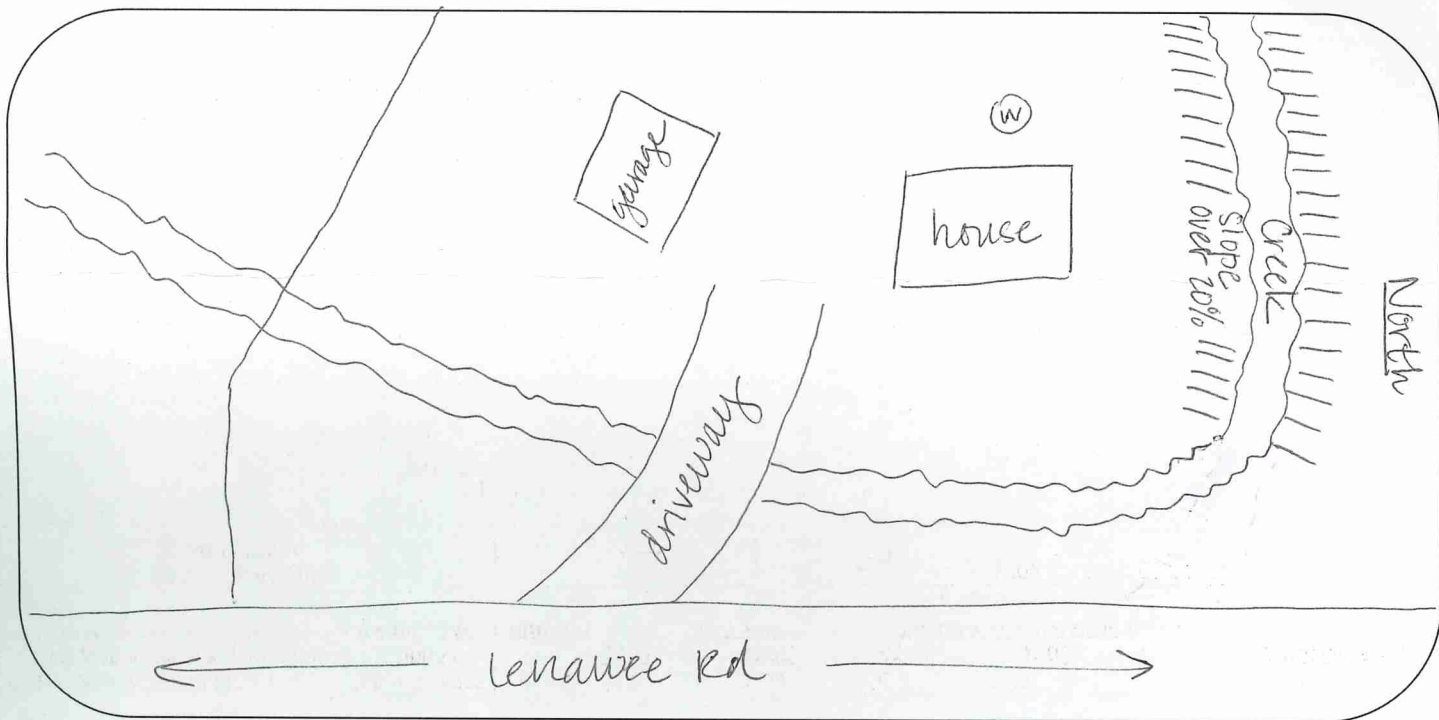 W
garage
house
Slope
over 20%
Creek
North
driveway
Lenawee Rd